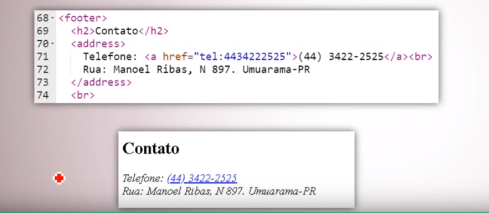 68 <footer>
69 <h2>Contato</h2>
70 <address>
71 Telefone: <a href="tel:4434222525">(44) 3422-2525</a><br>
72 Rua: Manoel Ribas, N 897. Umuarama-PR
73 </address>
74 <br>
Contato
Telefone: (44) 3422-2525
Rua: Manoel Ribas, N 897. Umuarama-PR